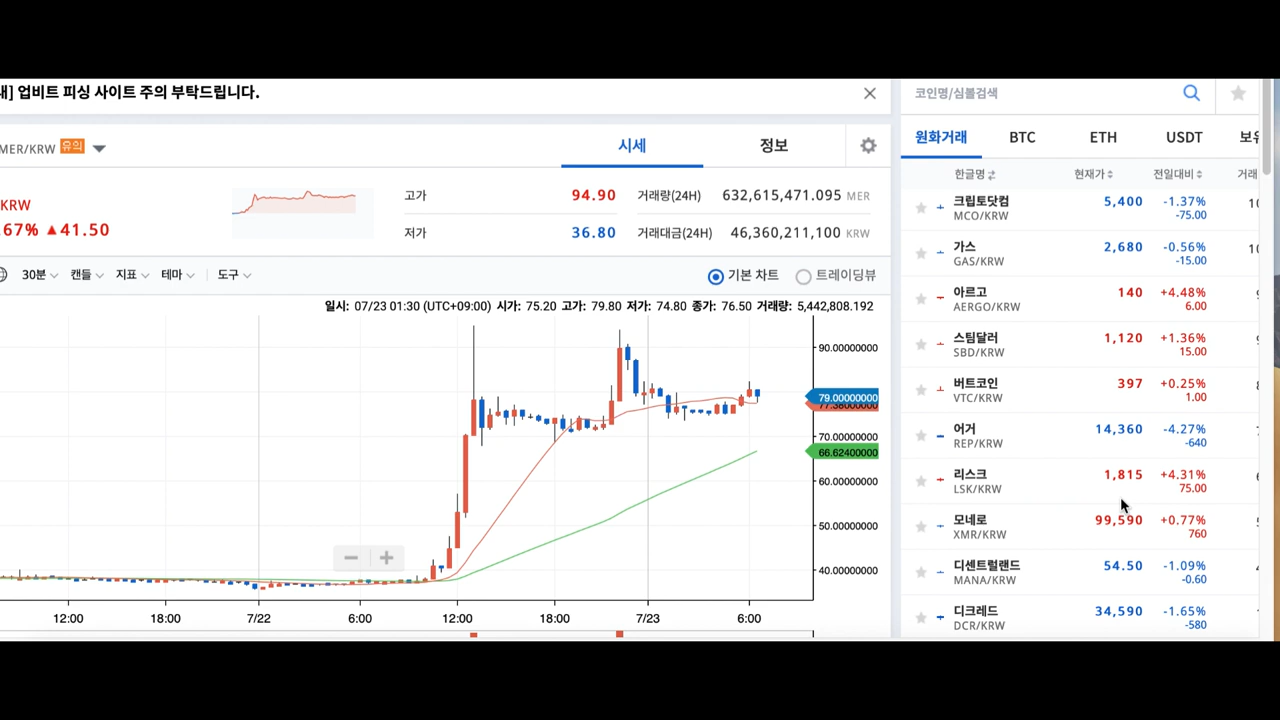 업비트 피싱 사이트 주의 부탁드립니다.
MER/KRW 유의
시세 정보
KRW
.67% ▲41.50
고가 94.90 거래량(24H) 632,615,471.095 MER
저가 36.80 거래대금(24H) 46,360,211,100 KRW
30분 캔들 지표 테마 도구 기본 차트 트레이딩뷰
일시: 07/23 01:30 (UTC+09:00) 시가: 75.20 고가: 79.80 저가: 74.80 종가: 76.50 거래량: 5,442,808.192
90.00000000
79.00000000
77.38000000
70.00000000
66.62400000
60.00000000
50.00000000
40.00000000
12:00 18:00 7/22 6:00 12:00 18:00 7/23 6:00
코인명/심볼검색
원화거래 BTC ETH USDT 보유
한글명 현재가 전일대비 거래
크립토닷컴 5,400 -1.37%
MCO/KRW -75.00
가스 2,680 -0.56%
GAS/KRW -15.00
아르고 140 +4.48%
AERGO/KRW 6.00
스팀달러 1,120 +1.36%
SBD/KRW 15.00
버트코인 397 +0.25%
VTC/KRW 1.00
어거 14,360 -4.27%
REP/KRW -640
리스크 1,815 +4.31%
LSK/KRW 75.00
모네로 99,590 +0.77%
XMR/KRW 760
디센트럴랜드 54.50 -1.09%
MANA/KRW -0.60
디크레드 34,590 -1.65%
DCR/KRW -580